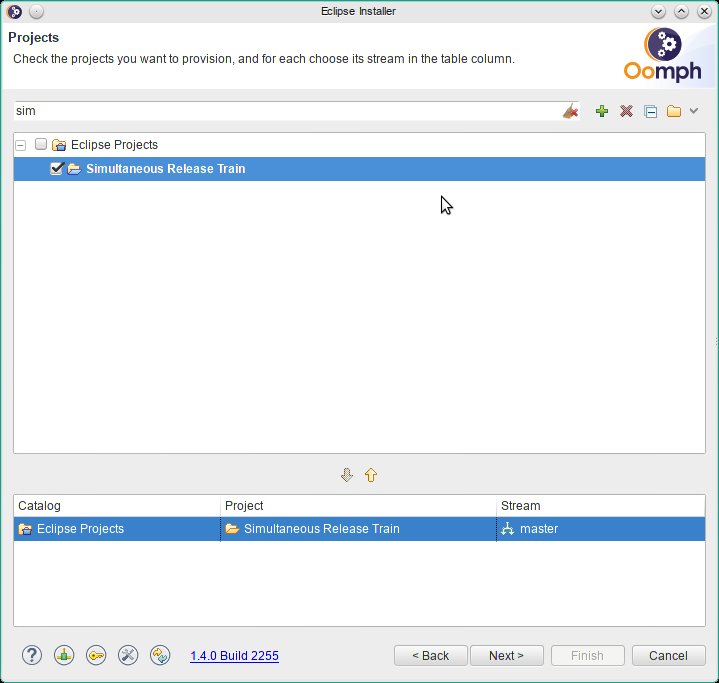 Eclipse Installer
Projects
Check the projects you want to provision, and for each choose its stream in the table column.
Oomph
sim
Eclipse Projects
Simultaneous Release Train
Catalog Project Stream
Eclipse Projects Simultaneous Release Train master
? 1.4.0 Build 2255 < Back Next > Finish Cancel